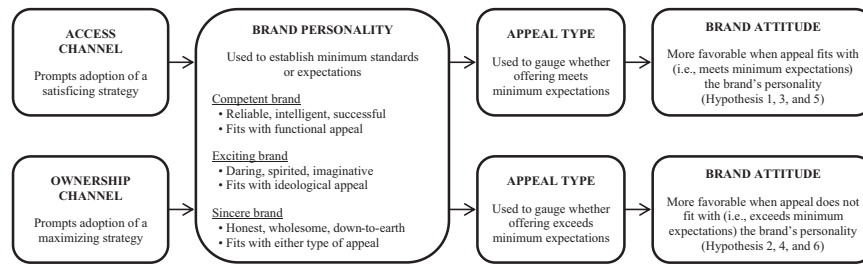 ACCESS
CHANNEL
Prompts adoption of a
satisficing strategy
OWNERSHIP
CHANNEL
Prompts adoption of a
maximizing strategy
BRAND PERSONALITY
Used to establish minimum standards
or expectations
Competent brand
• Reliable, intelligent, successful
• Fits with functional appeal
Exciting brand
• Daring, spirited, imaginative
• Fits with ideological appeal
Sincere brand
• Honest, wholesome, down-to-earth
• Fits with either type of appeal
APPEAL TYPE
Used to gauge whether
offering meets
minimum expectations
APPEAL TYPE
Used to gauge whether
offering exceeds
minimum expectations
BRAND ATTITUDE
More favorable when appeal fits with
(i.e., meets minimum expectations)
the brand's personality
(Hypothesis 1, 3, and 5)
BRAND ATTITUDE
More favorable when appeal does not
fit with (i.e., exceeds minimum
expectations) the brand's personality
(Hypothesis 2, 4, and 6)